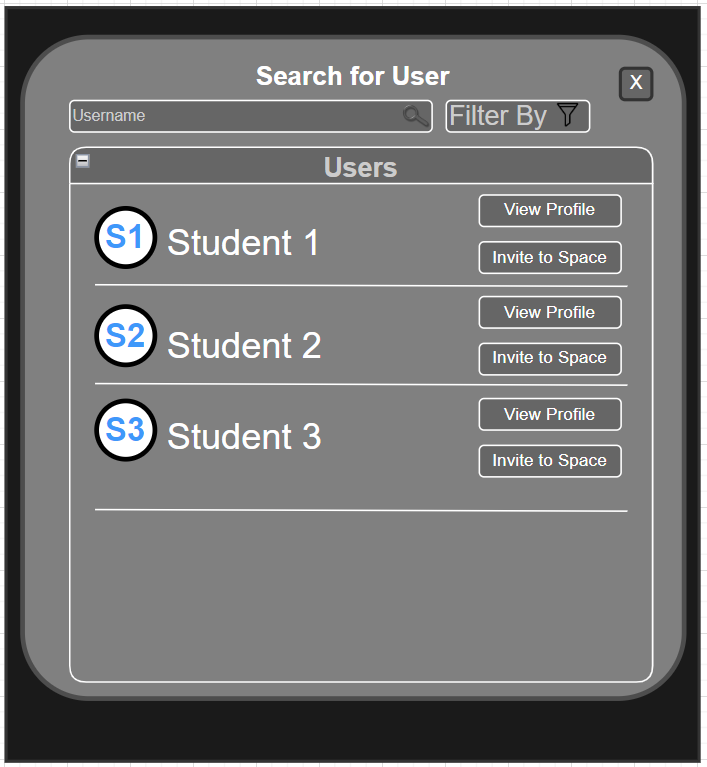 Search for User
X
Username
Filter By
Users
S1 Student 1
View Profile
Invite to Space
S2 Student 2
View Profile
Invite to Space
S3 Student 3
View Profile
Invite to Space